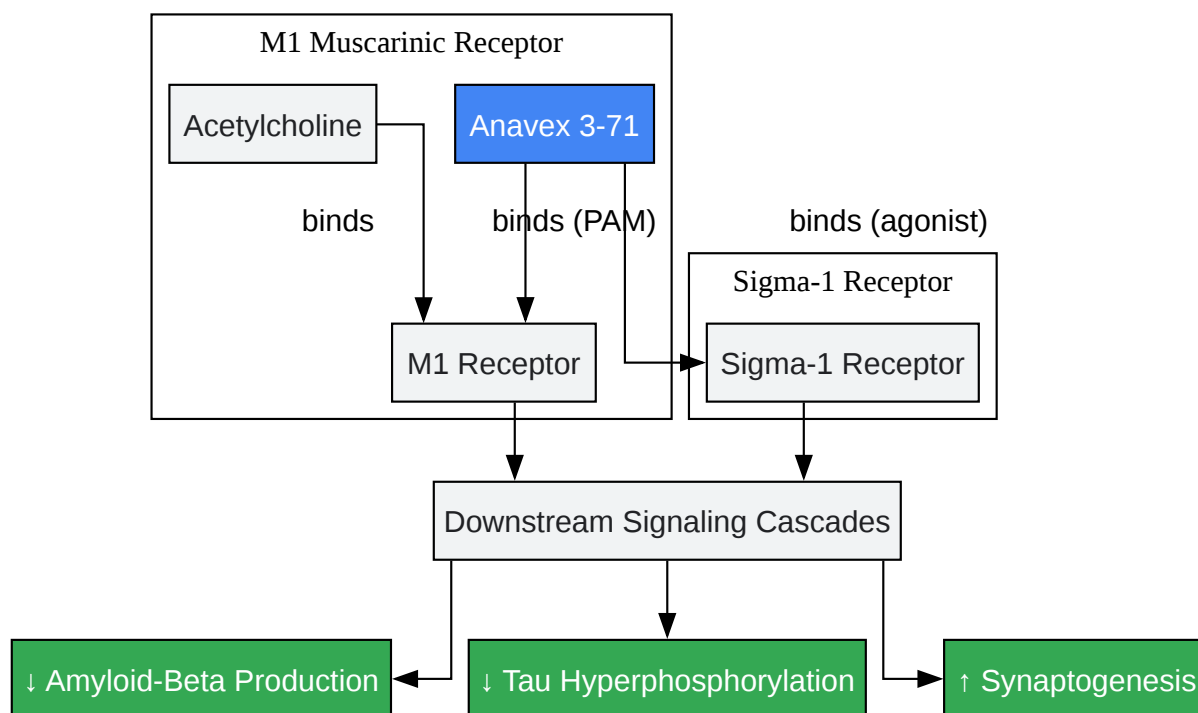 M1 Muscarinic Receptor
Acetylcholine
Anavex 3-71
binds
binds (PAM)
binds (agonist)
Sigma-1 Receptor
M1 Receptor
Sigma-1 Receptor
Downstream Signaling Cascades
↓ Amyloid-Beta Production
↓ Tau Hyperphosphorylation
↑ Synaptogenesis